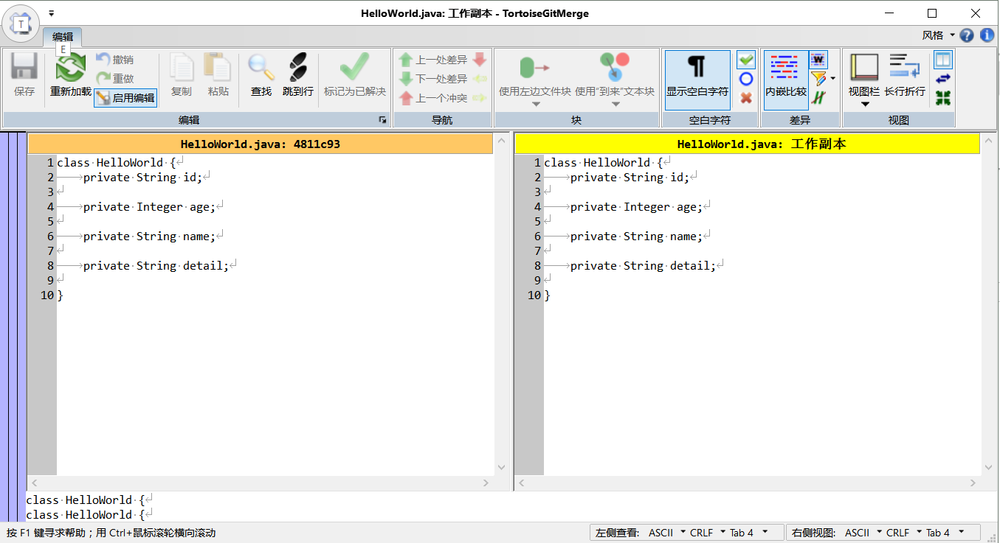 HelloWorld.java: 工作副本 - TortoiseGitMerge
T
编辑
E
风格
保存
重新加载
撤销
重做
启用编辑
复制
粘贴
查找
跳到行
标记为已解决
上一处差异
下一处差异
上一个冲突
使用左边文件块
使用“到来”文本块
显示空白字符
内嵌比较
视图栏
长行折行
编辑
导航
块
空白字符
差异
视图
HelloWorld.java: 4811c93
1 class HelloWorld {
2 private String id;
3
4 private Integer age;
5
6 private String name;
7
8 private String detail;
9
10 }
HelloWorld.java: 工作副本
1 class HelloWorld {
2 private String id;
3
4 private Integer age;
5
6 private String name;
7
8 private String detail;
9
10 }
class HelloWorld {
class HelloWorld {
按 F1 键寻求帮助；用 Ctrl+鼠标滚轮横向滚动
左侧查看: ASCII CRLF Tab 4
右侧视图: ASCII CRLF Tab 4